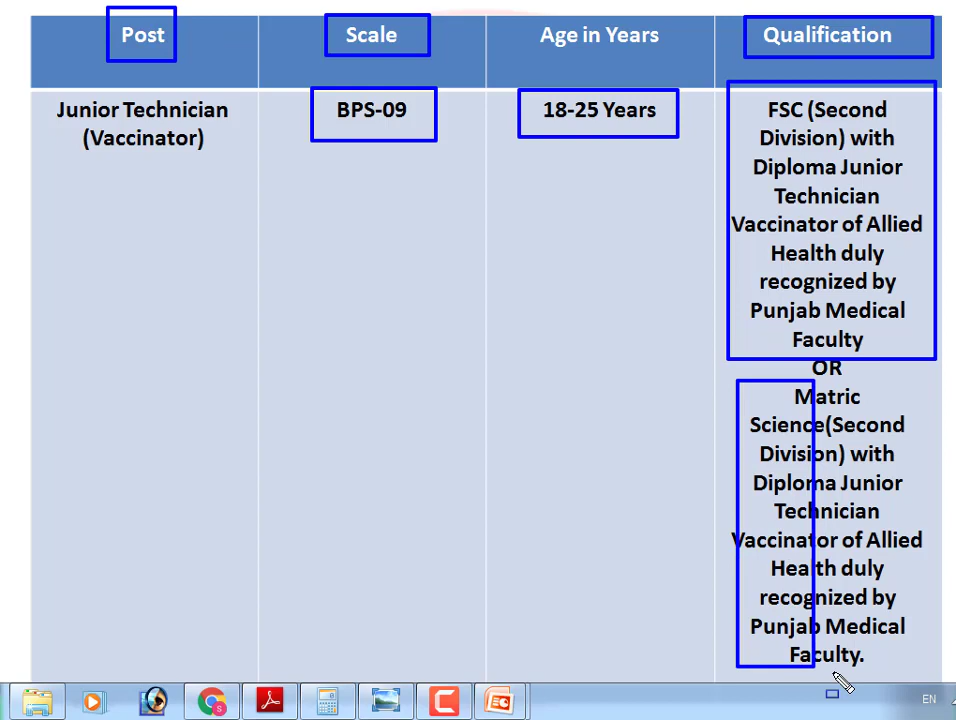 Post Scale Age in Years Qualification
Junior Technician BPS-09 18-25 Years FSC (Second
(Vaccinator) Division) with
Diploma Junior
Technician
Vaccinator of Allied
Health duly
recognized by
Punjab Medical
Faculty
OR
Matric
Science(Second
Division) with
Diploma Junior
Technician
Vaccinator of Allied
Health duly
recognized by
Punjab Medical
Faculty.
EN